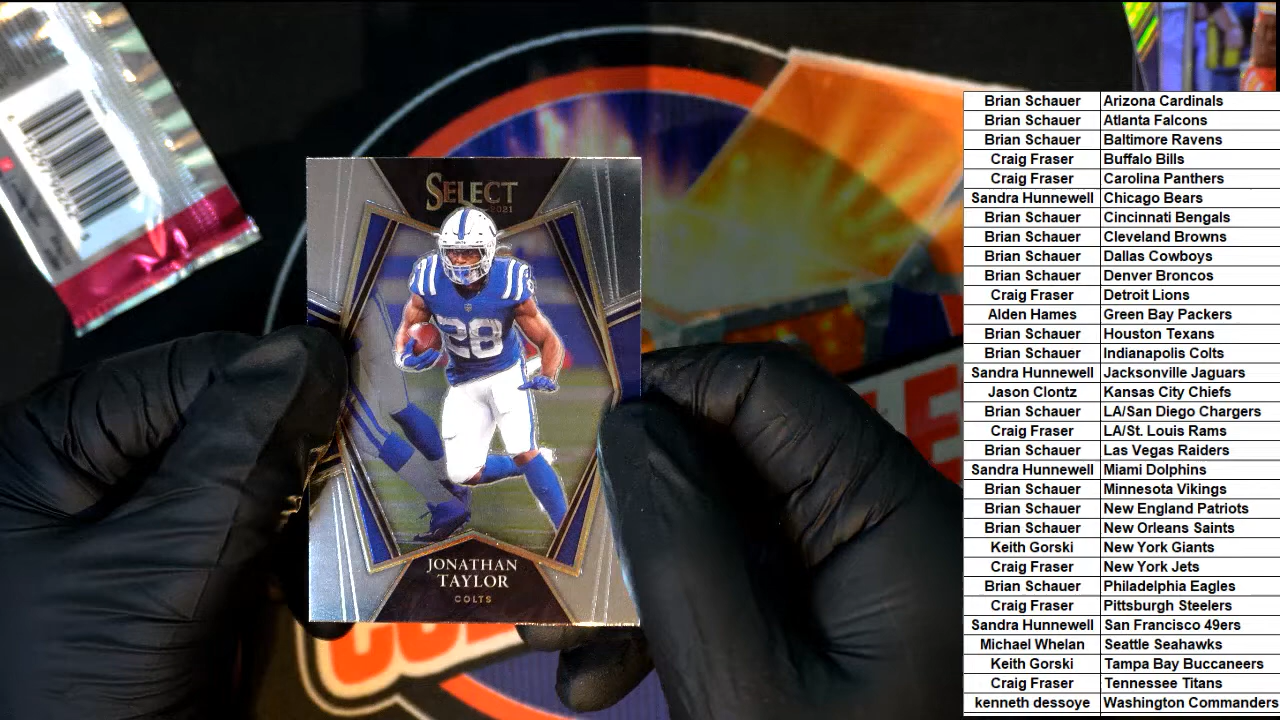 SELECT
2021
28
JONATHAN
TAYLOR
COLTS
Brian Schauer Arizona Cardinals
Brian Schauer Atlanta Falcons
Brian Schauer Baltimore Ravens
Craig Fraser Buffalo Bills
Craig Fraser Carolina Panthers
Sandra Hunnewell Chicago Bears
Brian Schauer Cincinnati Bengals
Brian Schauer Cleveland Browns
Brian Schauer Dallas Cowboys
Brian Schauer Denver Broncos
Craig Fraser Detroit Lions
Alden Hames Green Bay Packers
Brian Schauer Houston Texans
Brian Schauer Indianapolis Colts
Sandra Hunnewell Jacksonville Jaguars
Jason Clontz Kansas City Chiefs
Brian Schauer LA/San Diego Chargers
Craig Fraser LA/St. Louis Rams
Brian Schauer Las Vegas Raiders
Sandra Hunnewell Miami Dolphins
Brian Schauer Minnesota Vikings
Brian Schauer New England Patriots
Brian Schauer New Orleans Saints
Keith Gorski New York Giants
Craig Fraser New York Jets
Brian Schauer Philadelphia Eagles
Craig Fraser Pittsburgh Steelers
Sandra Hunnewell San Francisco 49ers
Michael Whelan Seattle Seahawks
Keith Gorski Tampa Bay Buccaneers
Craig Fraser Tennessee Titans
kenneth dessoye Washington Commanders